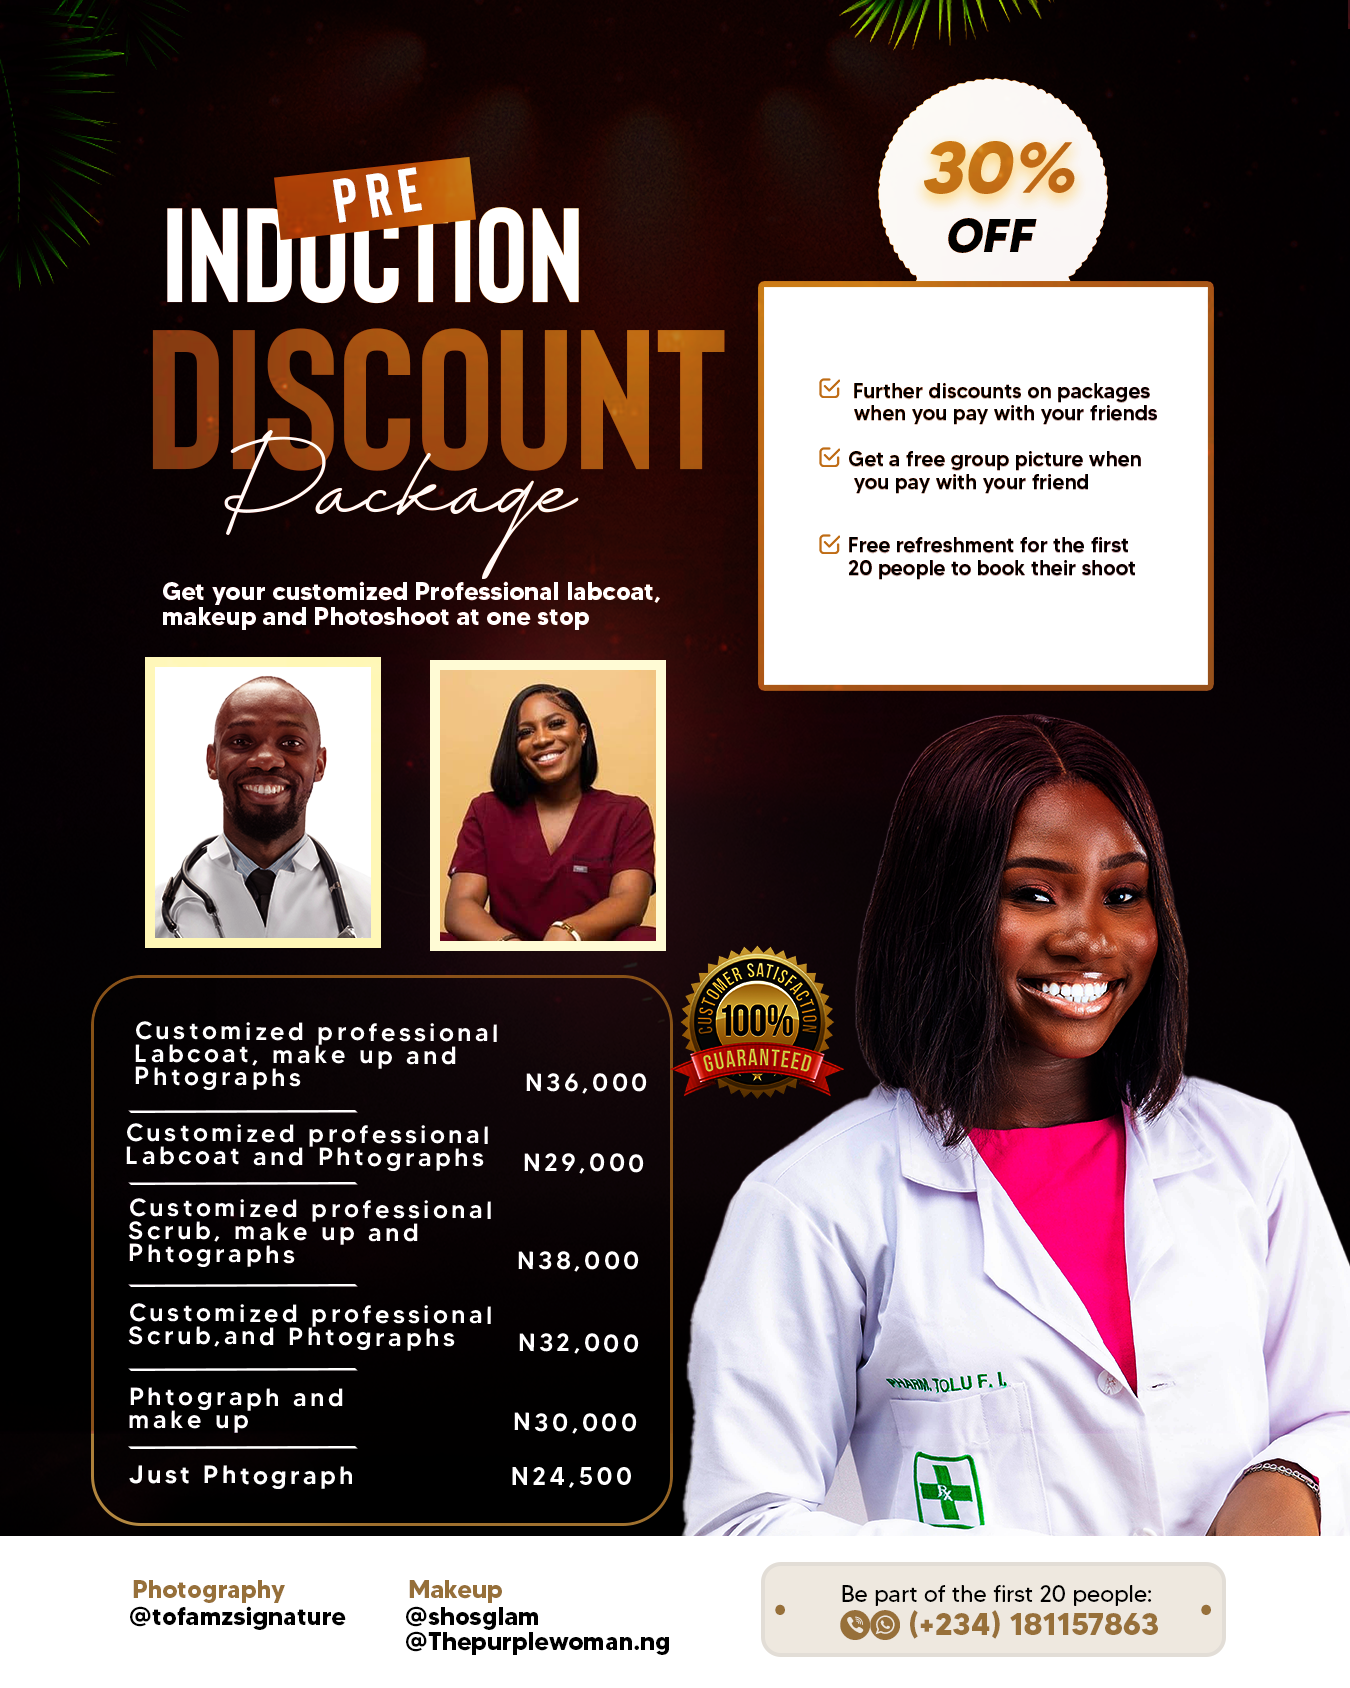 PRE
INDUCTION
DISCOUNT
Package
Get your customized Professional labcoat,
makeup and Photoshoot at one stop
30%
OFF
Further discounts on packages
when you pay with your friends
Get a free group picture when
you pay with your friend
Free refreshment for the first
20 people to book their shoot
CUSTOMER SATISFACTION
100%
GUARANTEED
Customized professional
Labcoat, make up and
Phtographs
N36,000
Customized professional
Labcoat and Phtographs
N29,000
Customized professional
Scrub, make up and
Phtographs
N38,000
Customized professional
Scrub,and Phtographs
N32,000
Phtograph and
make up
N30,000
Just Phtograph
N24,500
PHARM. TOLU F. I.
Rx
Photography
@tofamzsignature
Makeup
@shosglam
@Thepurplewoman.ng
Be part of the first 20 people:
(+234) 181157863